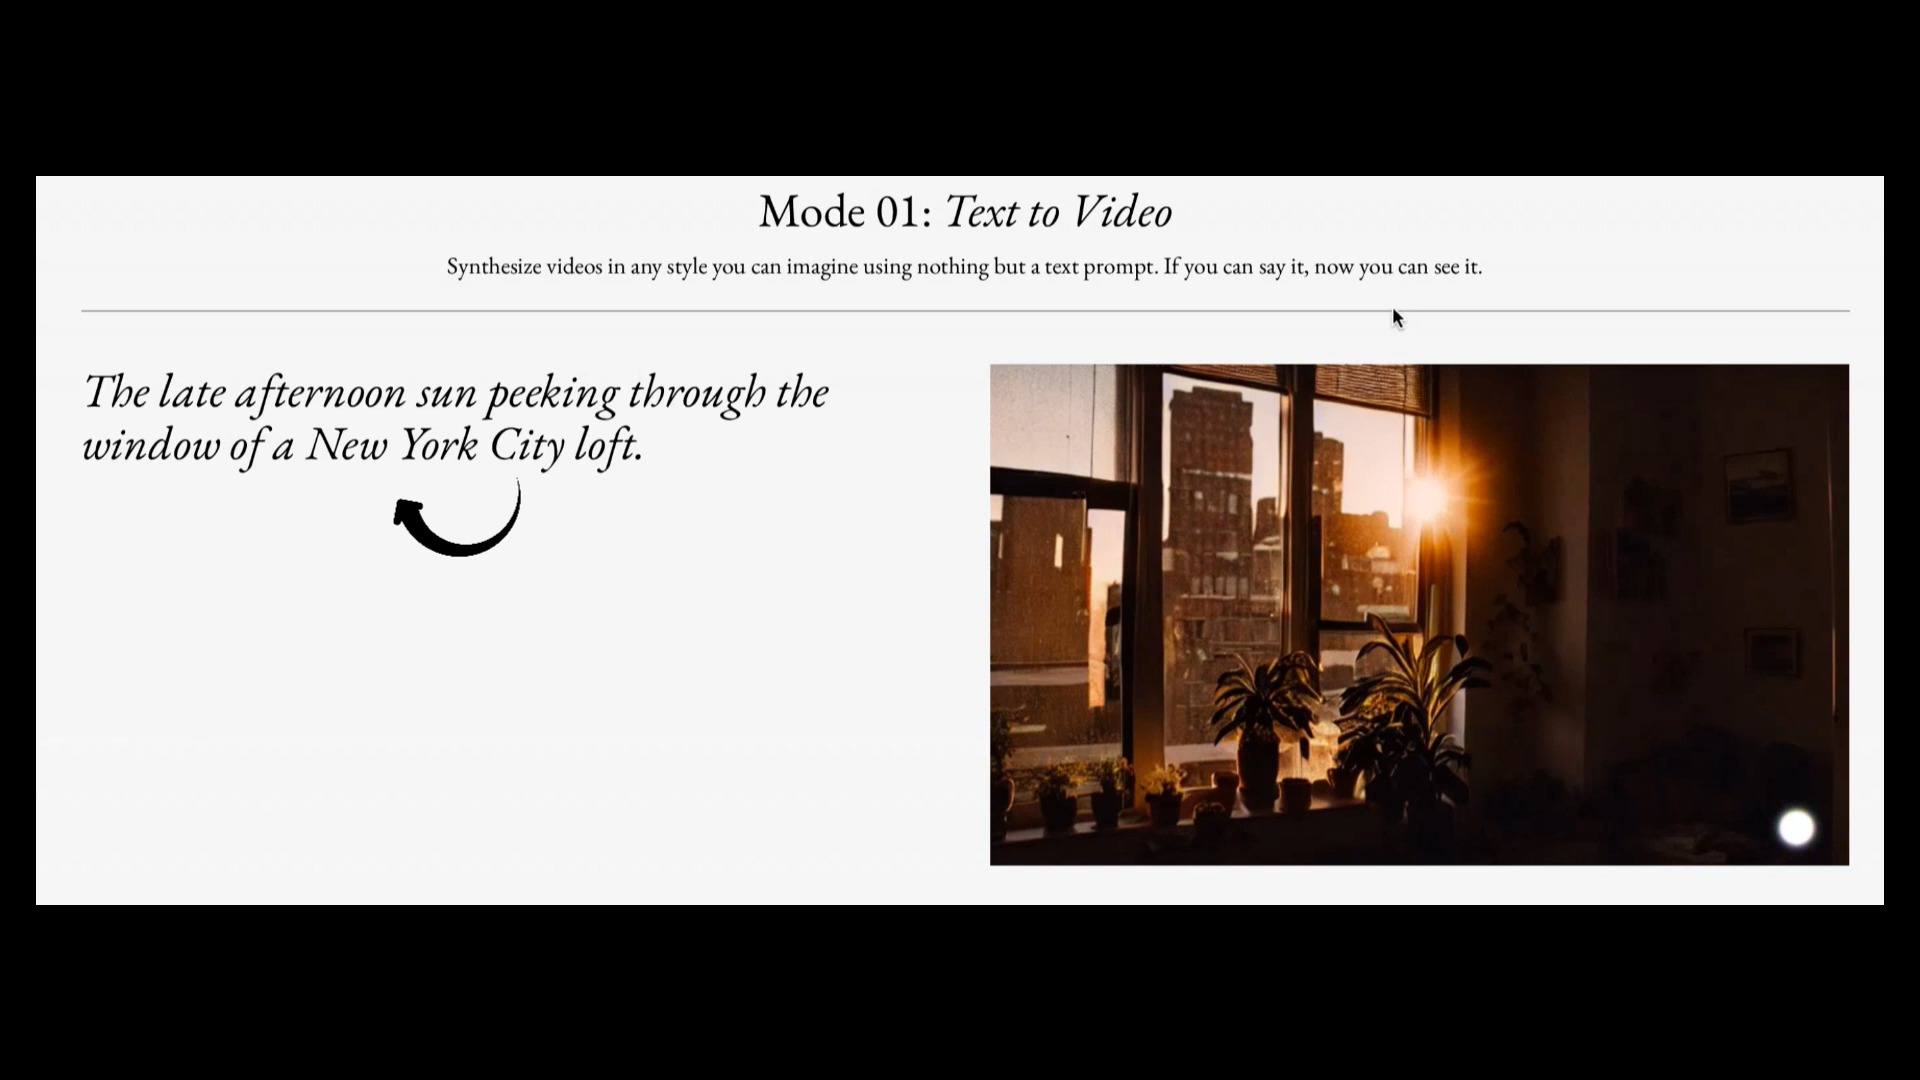 Mode 01: Text to Video
Synthesize videos in any style you can imagine using nothing but a text prompt. If you can say it, now you can see it.
The late afternoon sun peeking through the
window of a New York City loft.